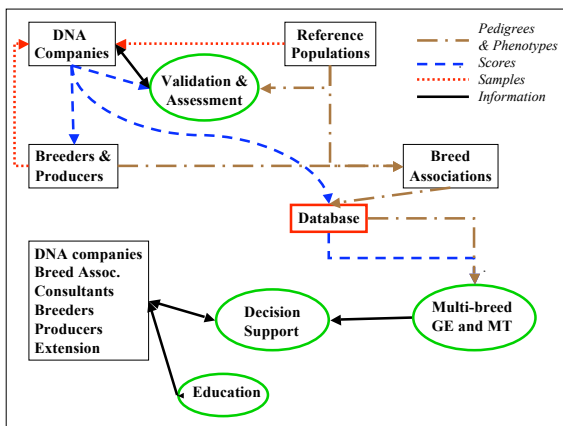 DNA
Companies
Reference
Populations
Pedigrees
& Phenotypes
Scores
Samples
Information
Validation &
Assessment
Breeders &
Producers
Breed
Associations
Database
DNA companies
Breed Assoc.
Consultants
Breeders
Producers
Extension
Decision
Support
Multi-breed
GE and MT
Education